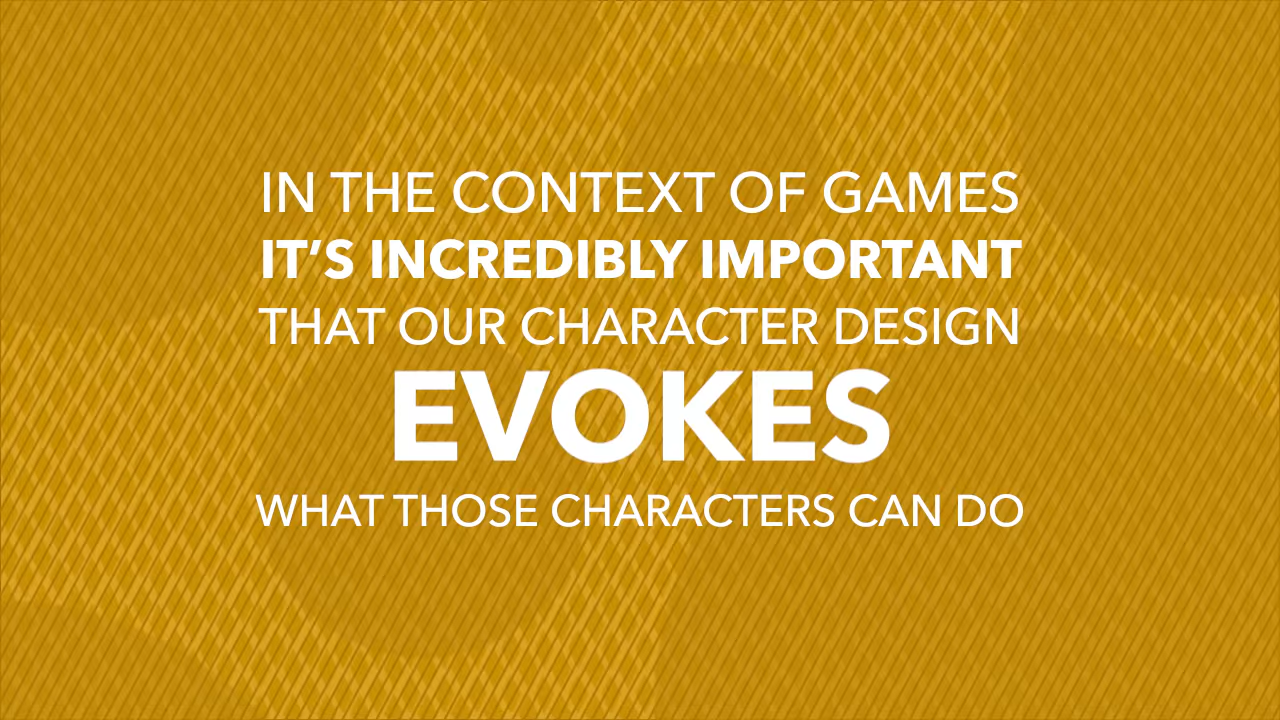 IN THE CONTEXT OF GAMES
IT’S INCREDIBLY IMPORTANT
THAT OUR CHARACTER DESIGN
EVOKES
WHAT THOSE CHARACTERS CAN DO